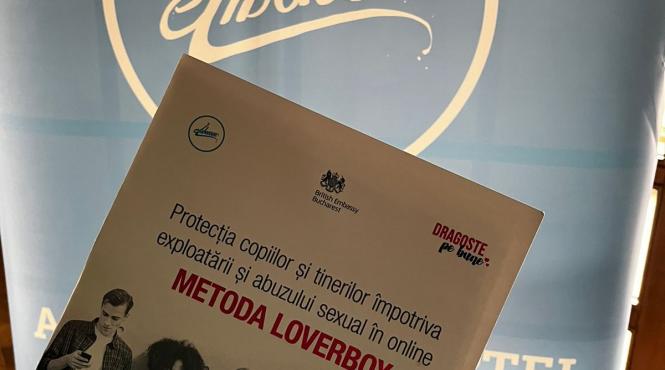 British Embassy
Bucharest
DRAGOSTE
pe bune
Protecția copiilor și tinerilor împotriva
exploatării și abuzului sexual în online
METODA LOVERBOY